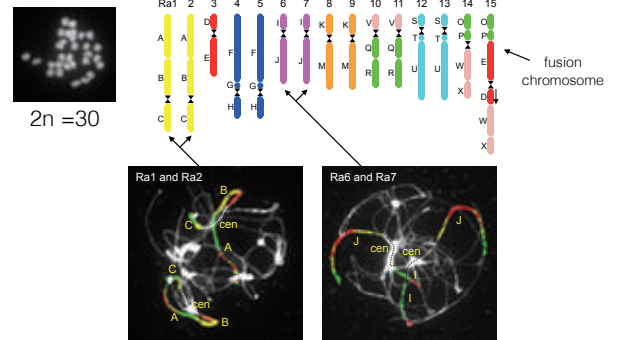 Ra1 2 3 4 5 6 7 8 9 10 11 12 13 14 15
A B C
A B C
D E
F G H
F G H
I J
I J
K M
K M
V Q R
V Q R
S T U
S T U
O P W X
O P E D W X
fusion
chromosome
2n =30
Ra1 and Ra2
B
C cen
A
C
cen
A B
Ra6 and Ra7
J
J
cen
cen
I
I